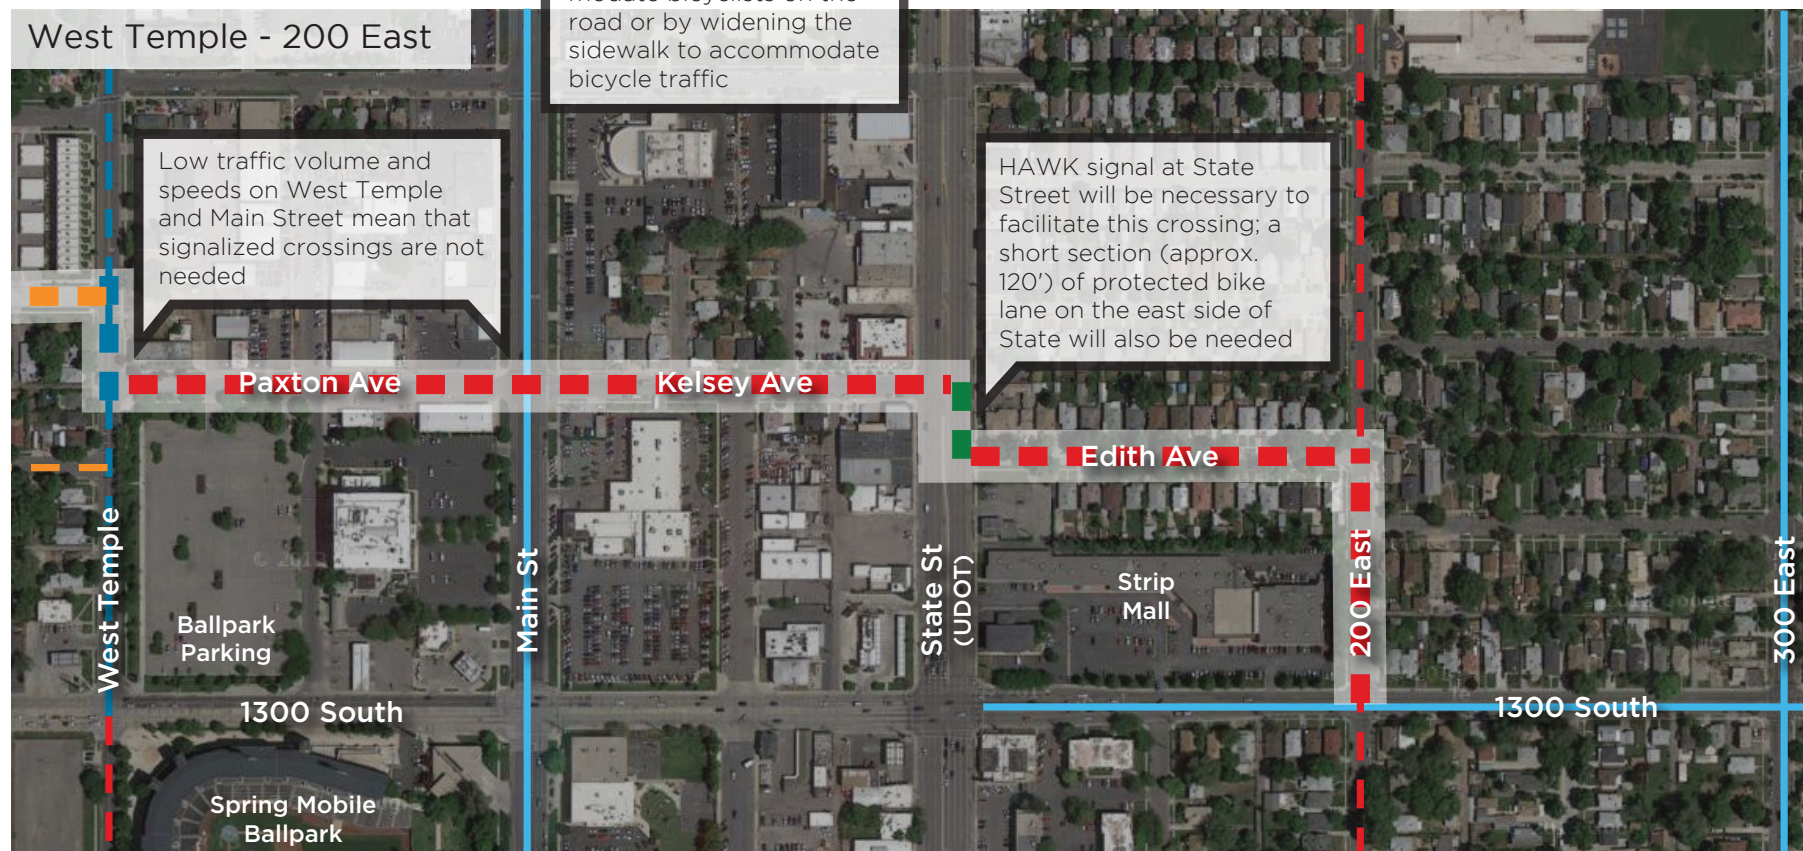 West Temple - 200 East
road or by widening the
sidewalk to accommodate
bicycle traffic
Low traffic volume and
speeds on West Temple
and Main Street mean that
signalized crossings are not
needed
HAWK signal at State
Street will be necessary to
facilitate this crossing; a
short section (approx.
120') of protected bike
lane on the east side of
State will also be needed
Paxton Ave
Kelsey Ave
Edith Ave
West Temple
Main St
State St
(UDOT)
200 East
300 East
Strip
Mall
Ballpark
Parking
1300 South
1300 South
Spring Mobile
Ballpark